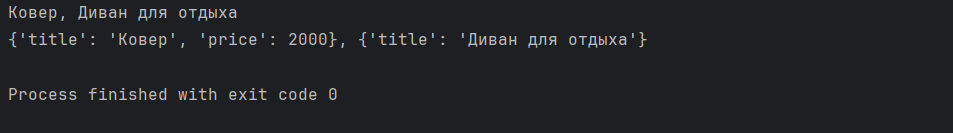 Ковер, Диван для отдыха
{'title': 'Ковер', 'price': 2000}, {'title': 'Диван для отдыха'}
Process finished with exit code 0